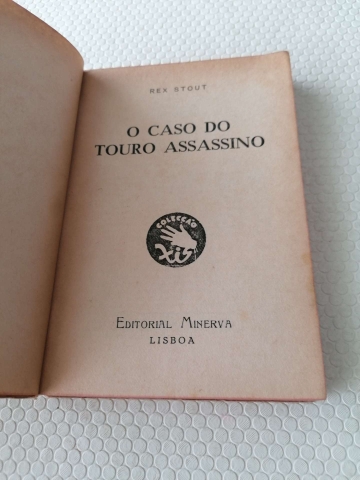 REX STOUT
O CASO DO
TOURO ASSASSINO
COLECÇÃO
Xis
EDITORIAL MINERVA
LISBOA